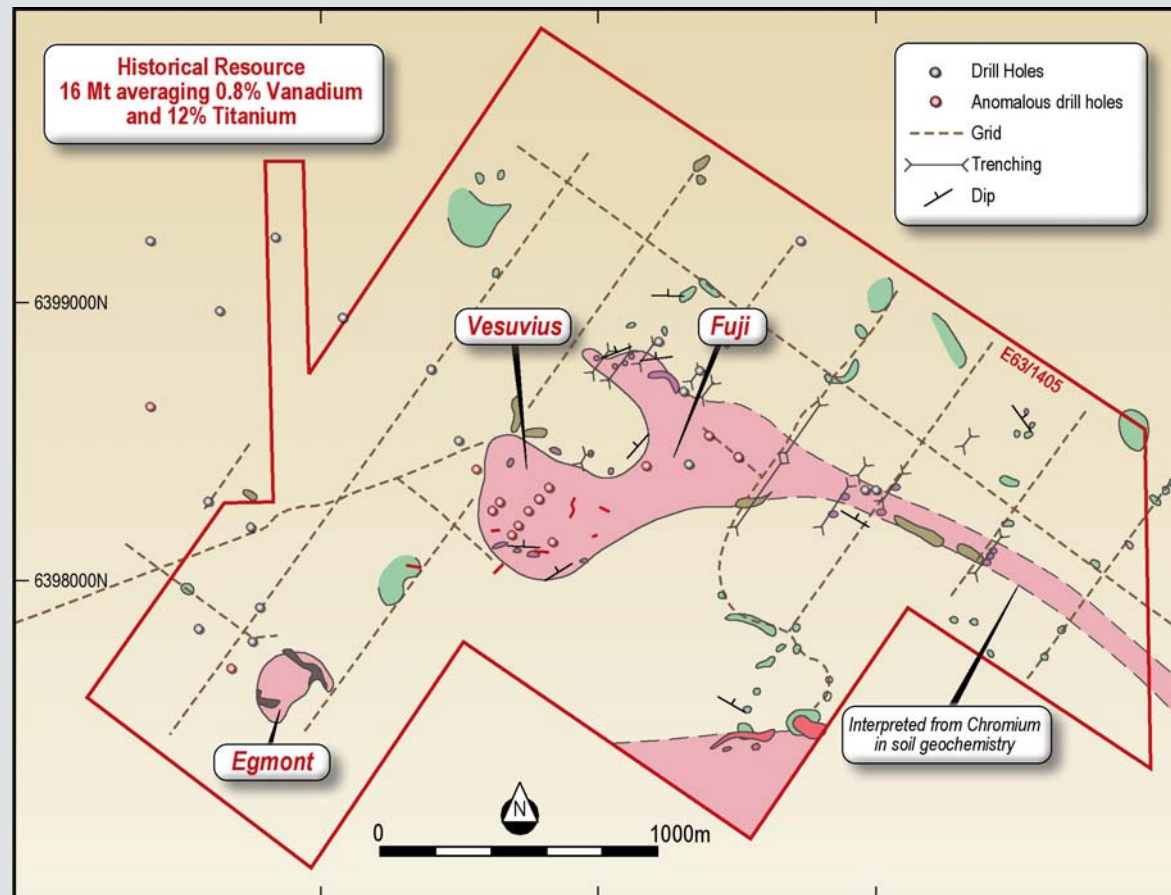 Historical Resource
16 Mt averaging 0.8% Vanadium
and 12% Titanium
Drill Holes
Anomalous drill holes
Grid
Trenching
Dip
6399000N
Vesuvius
Fuji
E63/1405
6398000N
Egmont
Interpreted from Chromium
in soil geochemistry
N
0
1000m